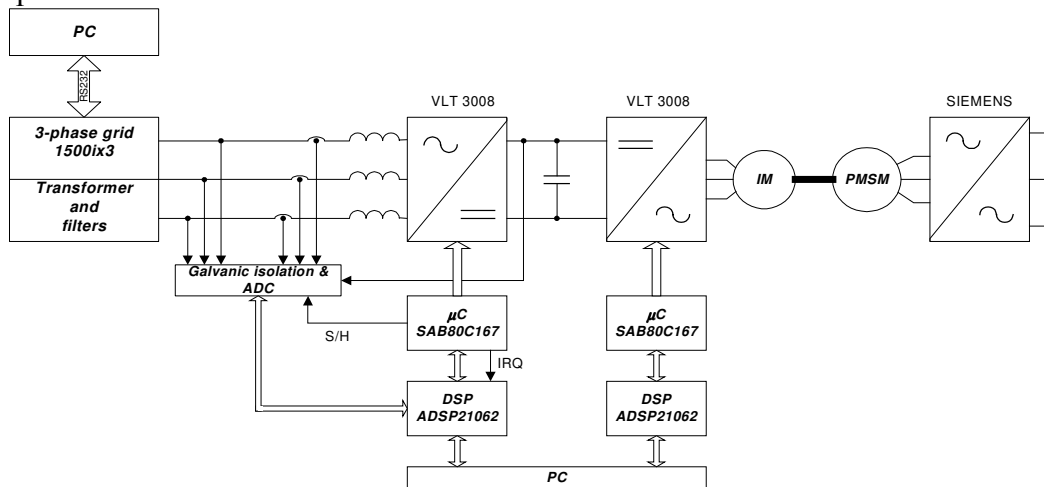 PC
RS232
VLT 3008
VLT 3008
SIEMENS
3-phase grid
1500ix3
Transformer
and
filters
IM
PMSM
Galvanic isolation &
ADC
S/H
µC
SAB80C167
µC
SAB80C167
IRQ
DSP
ADSP21062
DSP
ADSP21062
PC